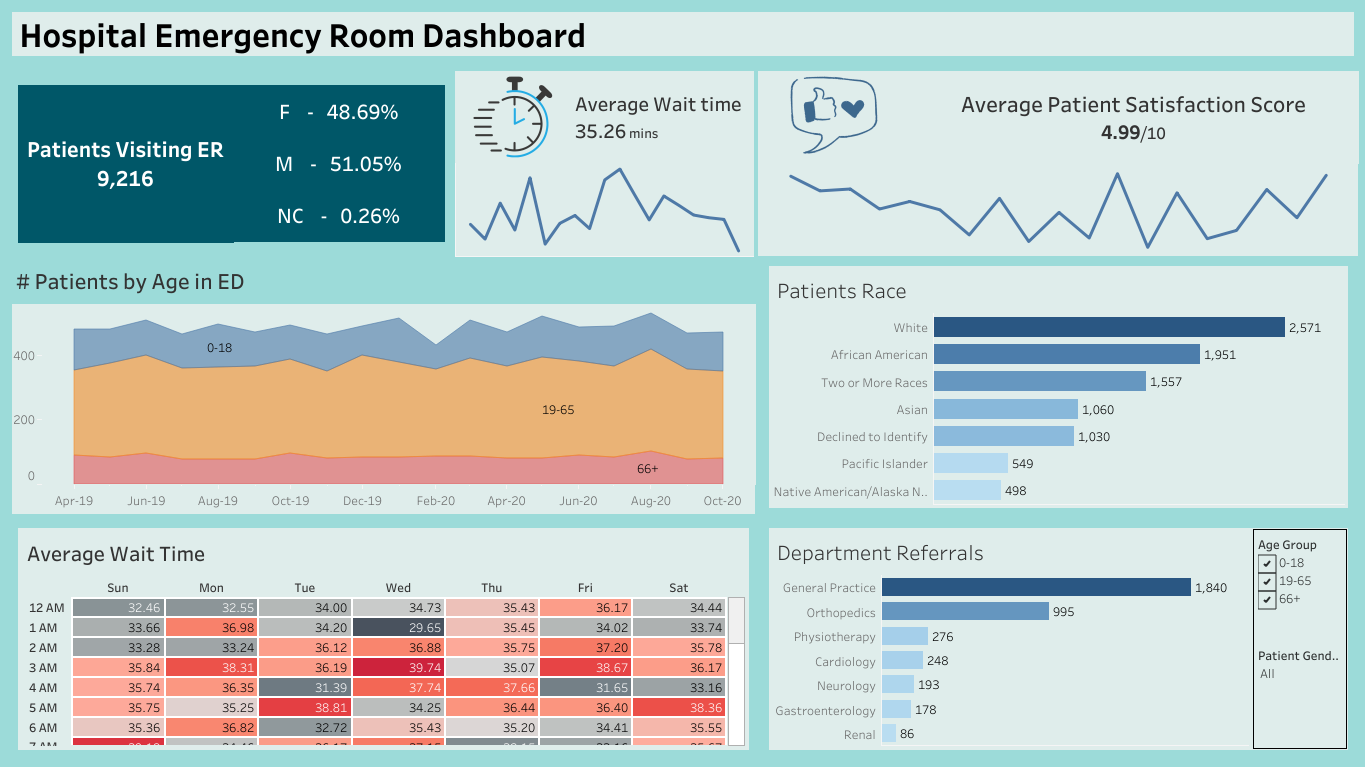 Hospital Emergency Room Dashboard
Patients Visiting ER
9,216
F - 48.69%
M - 51.05%
NC - 0.26%
Average Wait time
35.26 mins
Average Patient Satisfaction Score
4.99/10
# Patients by Age in ED
400
200
0
0-18
19-65
66+
Apr-19 Jun-19 Aug-19 Oct-19 Dec-19 Feb-20 Apr-20 Jun-20 Aug-20 Oct-20
Patients Race
White 2,571
African American 1,951
Two or More Races 1,557
Asian 1,060
Declined to Identify 1,030
Pacific Islander 549
Native American/Alaska N.. 498
Average Wait Time
Sun Mon Tue Wed Thu Fri Sat
12 AM 32.46 32.55 34.00 34.73 35.43 36.17 34.44
1 AM 33.66 36.98 34.20 29.65 35.45 34.02 33.74
2 AM 33.28 33.24 36.12 36.88 35.75 37.20 35.78
3 AM 35.84 38.31 36.19 39.74 35.07 38.67 36.17
4 AM 35.74 36.35 31.39 37.74 37.66 31.65 33.16
5 AM 35.75 35.25 38.81 34.25 36.44 36.40 38.36
6 AM 35.36 36.82 32.72 35.43 35.20 34.41 35.55
7 AM
Department Referrals
General Practice 1,840
Orthopedics 995
Physiotherapy 276
Cardiology 248
Neurology 193
Gastroenterology 178
Renal 86
Age Group
0-18
19-65
66+
Patient Gend..
All